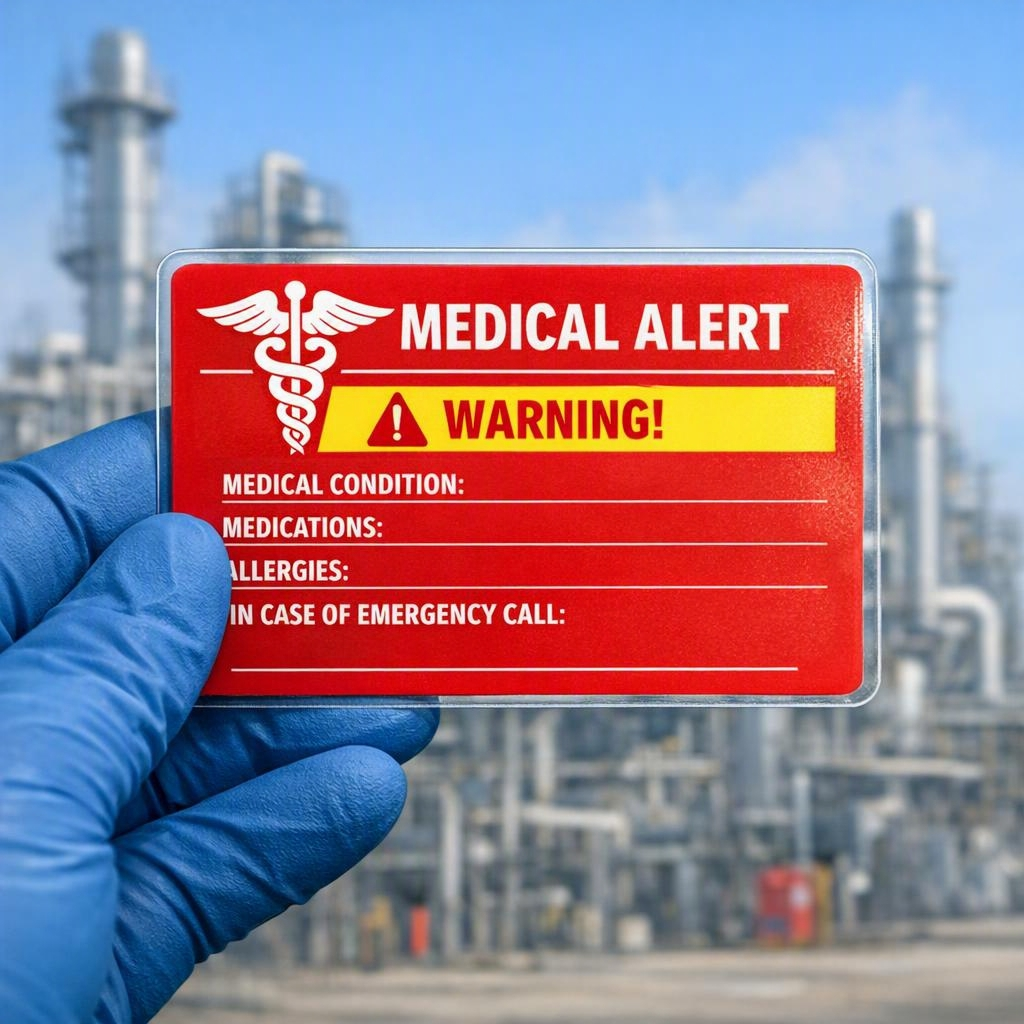 MEDICAL ALERT
WARNING!
MEDICAL CONDITION:
MEDICATIONS:
ALLERGIES:
IN CASE OF EMERGENCY CALL: